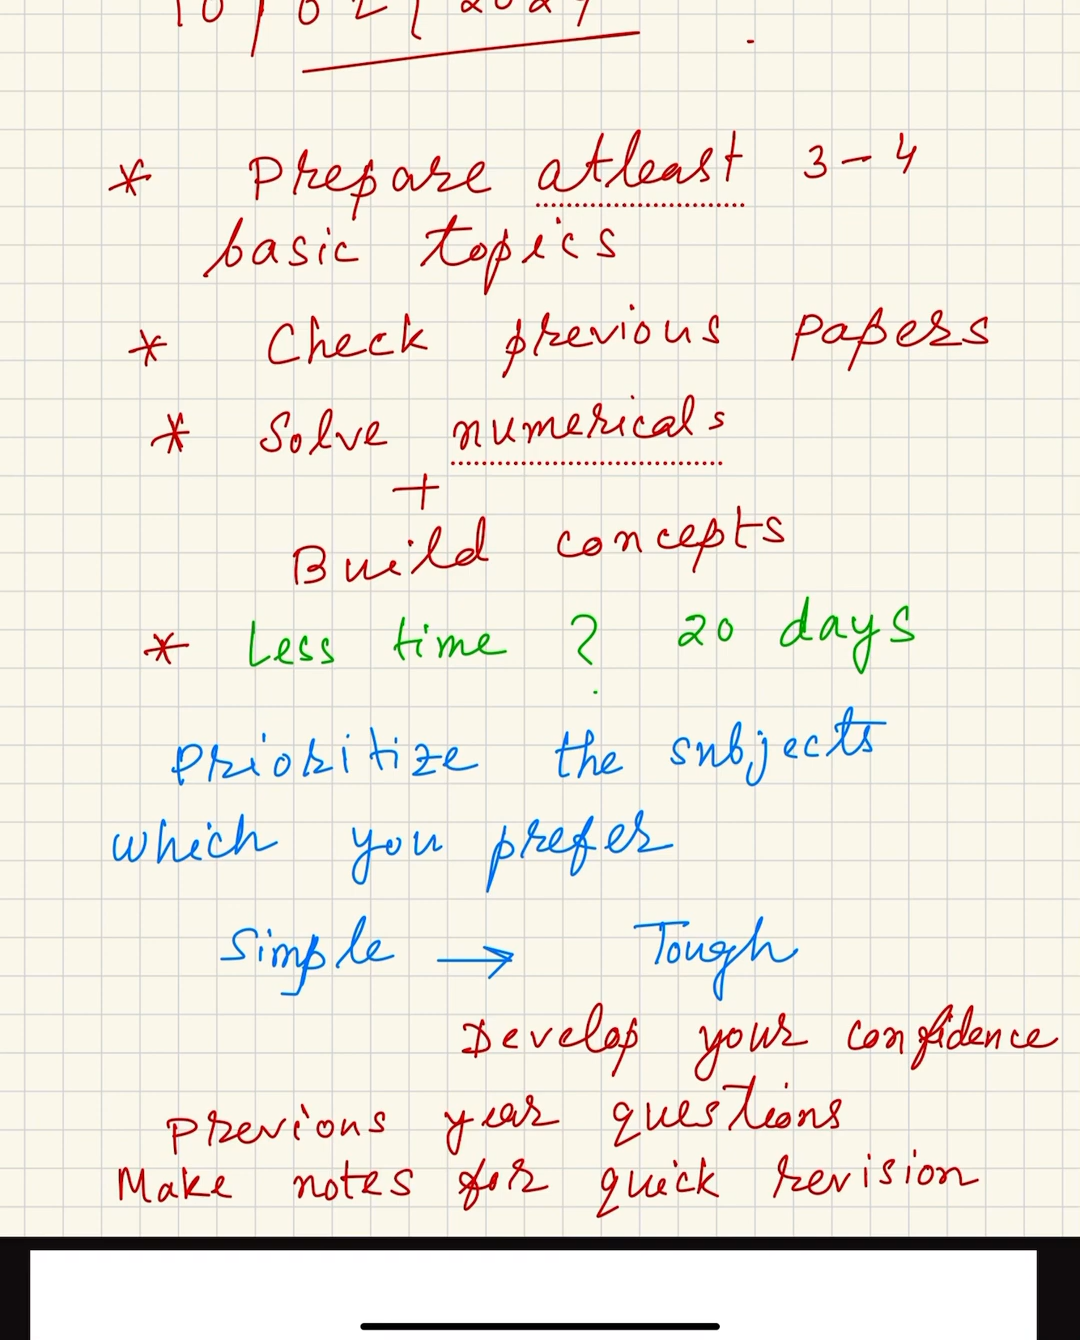 * Prepare atleast 3-4
basic topics
* Check previous Papers
* Solve numericals
+
Build concepts
* Less time ? 20 days
Prioritize the subjects
which you prefer
Simple → Tough
Develop your confidence
Previous year questions
Make notes for quick revision